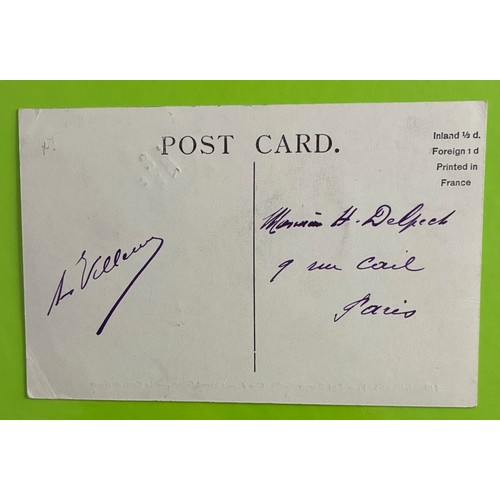 POST CARD.
Inland ½ d.
Foreign 1 d
Printed in
France
Monsieur H. Delpech
9 rue Cail
Paris